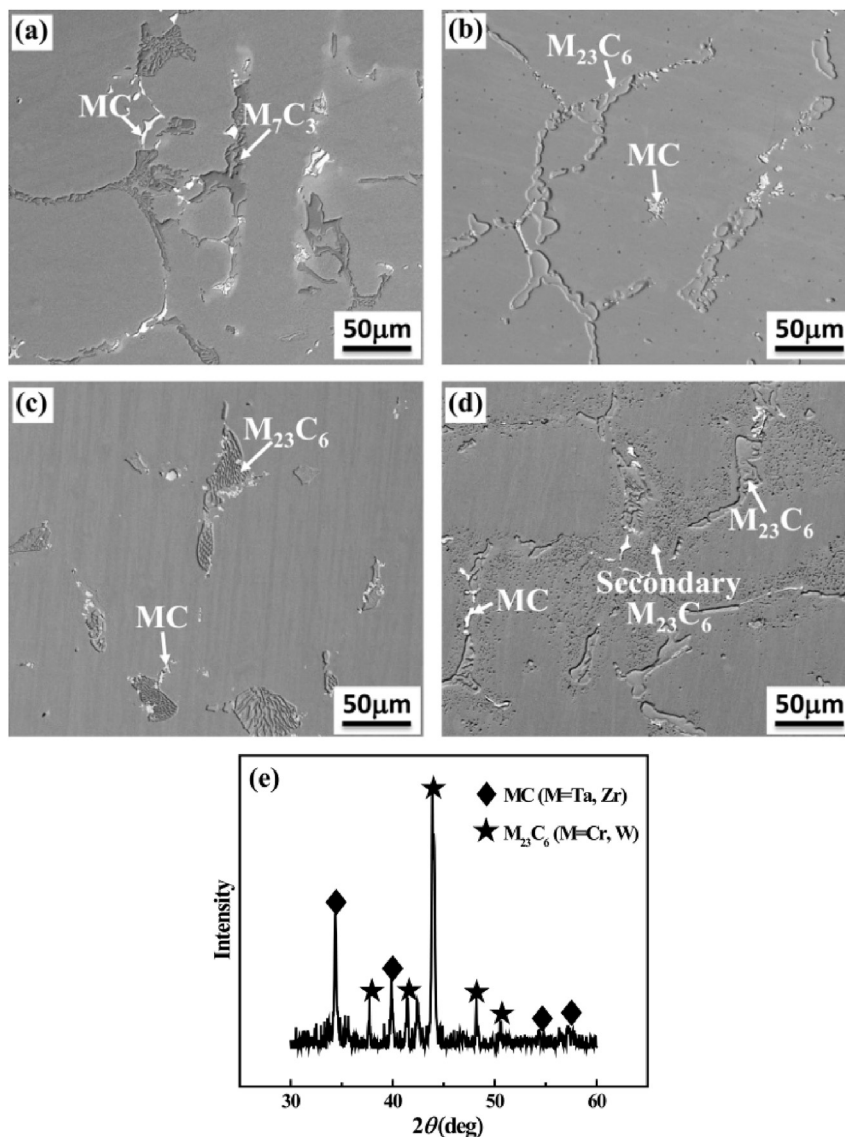 (a)
MC
M₇C₃
50μm
(b)
M₂₃C₆
MC
50μm
(c)
M₂₃C₆
MC
50μm
(d)
M₂₃C₆
Secondary
M₂₃C₆
MC
50μm
(e)
MC (M=Ta, Zr)
M₂₃C₆ (M=Cr, W)
Intensity
30 40 50 60
2θ(deg)